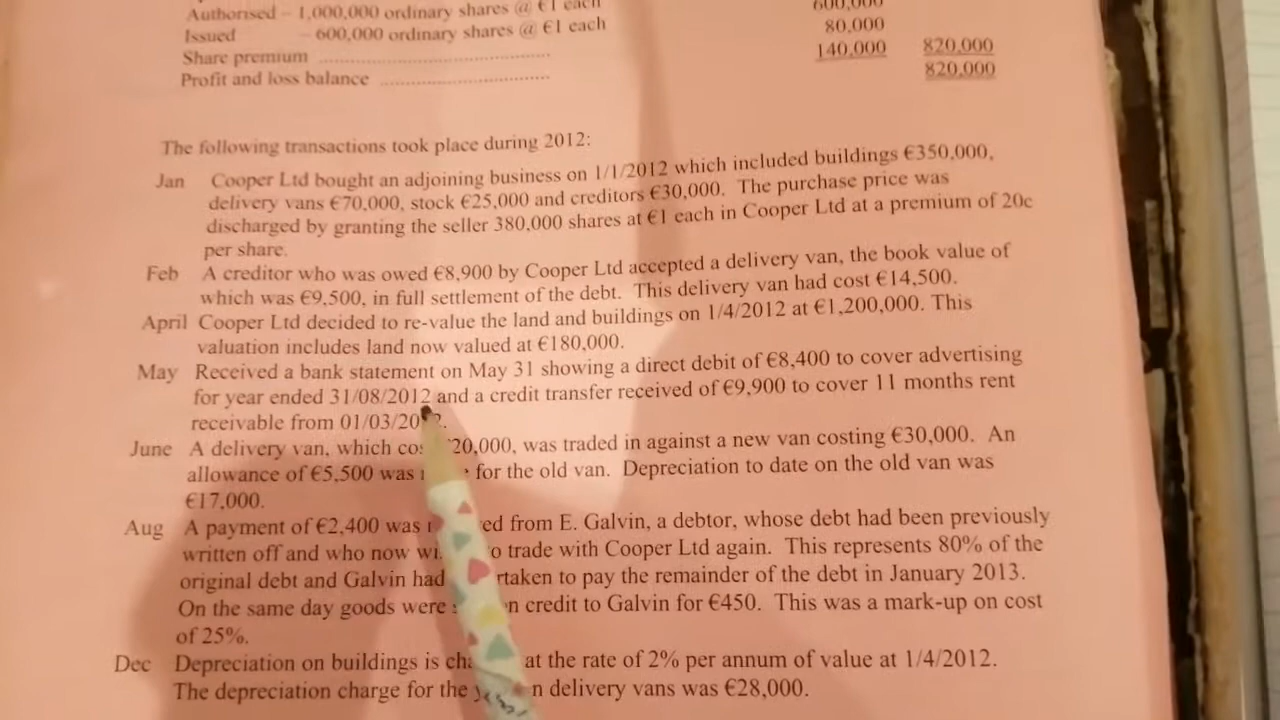 Authorised – 1,000,000 ordinary shares @ €1 each
Issued – 600,000 ordinary shares @ €1 each 600,000
Share premium .................................................. 80,000
Profit and loss balance ..................................... 140,000 820,000
820,000
The following transactions took place during 2012:
Jan Cooper Ltd bought an adjoining business on 1/1/2012 which included buildings €350,000,
delivery vans €70,000, stock €25,000 and creditors €30,000. The purchase price was
discharged by granting the seller 380,000 shares at €1 each in Cooper Ltd at a premium of 20c
per share.
Feb A creditor who was owed €8,900 by Cooper Ltd accepted a delivery van, the book value of
which was €9,500, in full settlement of the debt. This delivery van had cost €14,500.
April Cooper Ltd decided to re-value the land and buildings on 1/4/2012 at €1,200,000. This
valuation includes land now valued at €180,000.
May Received a bank statement on May 31 showing a direct debit of €8,400 to cover advertising
for year ended 31/08/2012 and a credit transfer received of €9,900 to cover 11 months rent
receivable from 01/03/20
June A delivery van, which 20,000, was traded in against a new van costing €30,000. An
allowance of €5,500 was for the old van. Depreciation to date on the old van was
€17,000.
Aug A payment of €2,400 was from E. Galvin, a debtor, whose debt had been previously
written off and who now to trade with Cooper Ltd again. This represents 80% of the
original debt and Galvin had to pay the remainder of the debt in January 2013.
On the same day goods were on credit to Galvin for €450. This was a mark-up on cost
of 25%.
Dec Depreciation on buildings is at the rate of 2% per annum of value at 1/4/2012.
The depreciation charge for the on delivery vans was €28,000.